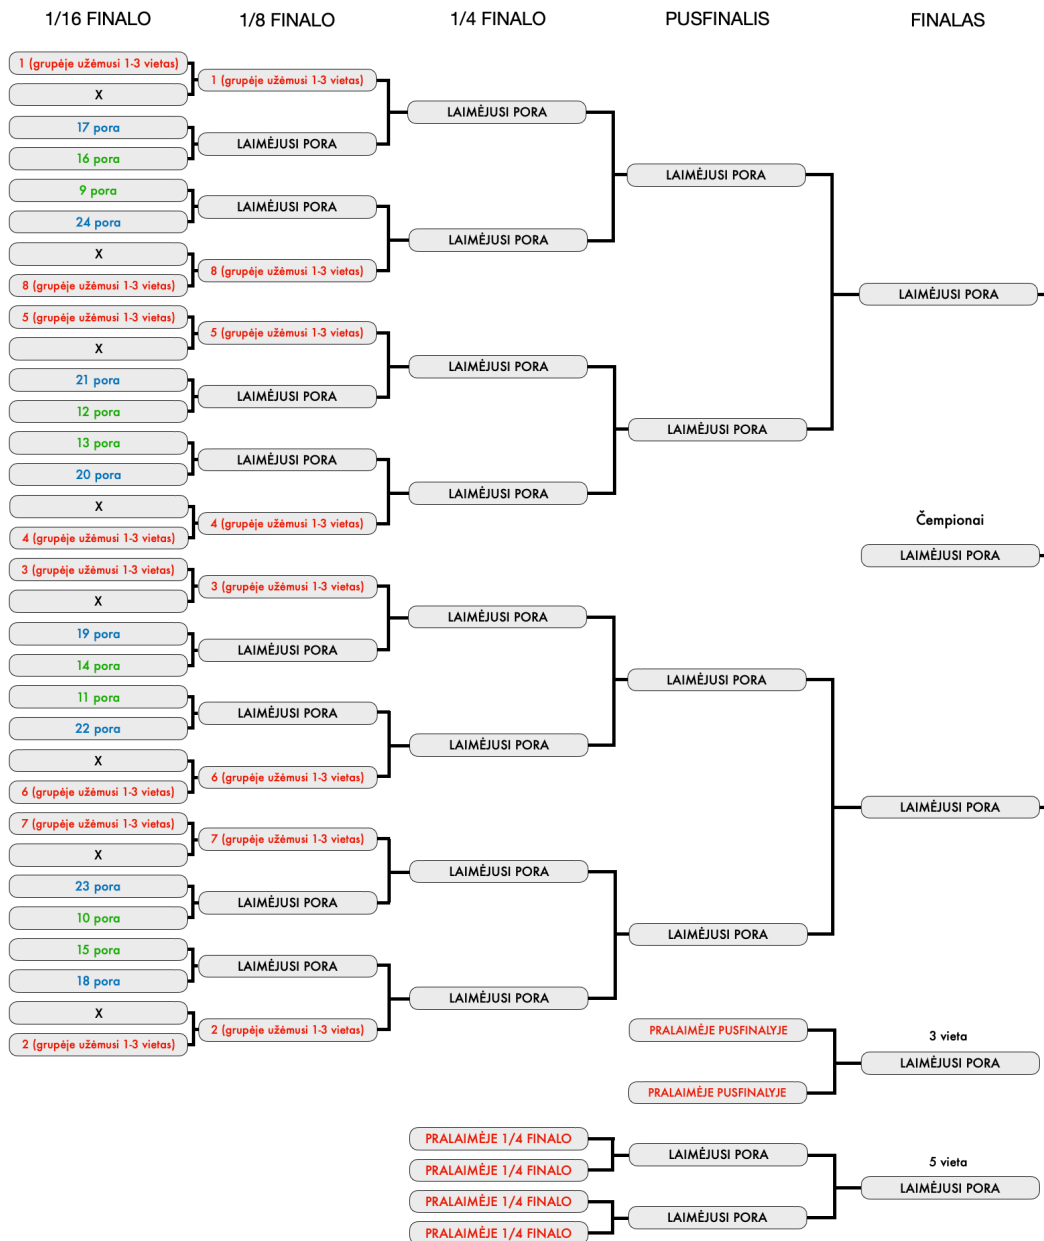 1/16 FINALO
1/8 FINALO
1/4 FINALO
PUSFINALIS
FINALAS
1 (grupėje užėmusi 1-3 vietas)
X
17 pora
16 pora
9 pora
24 pora
X
8 (grupėje užėmusi 1-3 vietas)
5 (grupėje užėmusi 1-3 vietas)
X
21 pora
12 pora
13 pora
20 pora
X
4 (grupėje užėmusi 1-3 vietas)
3 (grupėje užėmusi 1-3 vietas)
X
19 pora
14 pora
11 pora
22 pora
X
6 (grupėje užėmusi 1-3 vietas)
7 (grupėje užėmusi 1-3 vietas)
X
23 pora
10 pora
15 pora
18 pora
X
2 (grupėje užėmusi 1-3 vietas)
1 (grupėje užėmusi 1-3 vietas)
LAIMĖJUSI PORA
LAIMĖJUSI PORA
8 (grupėje užėmusi 1-3 vietas)
5 (grupėje užėmusi 1-3 vietas)
LAIMĖJUSI PORA
LAIMĖJUSI PORA
4 (grupėje užėmusi 1-3 vietas)
3 (grupėje užėmusi 1-3 vietas)
LAIMĖJUSI PORA
LAIMĖJUSI PORA
6 (grupėje užėmusi 1-3 vietas)
7 (grupėje užėmusi 1-3 vietas)
LAIMĖJUSI PORA
LAIMĖJUSI PORA
2 (grupėje užėmusi 1-3 vietas)
LAIMĖJUSI PORA
LAIMĖJUSI PORA
LAIMĖJUSI PORA
LAIMĖJUSI PORA
LAIMĖJUSI PORA
LAIMĖJUSI PORA
LAIMĖJUSI PORA
LAIMĖJUSI PORA
PRALAIMĖJE 1/4 FINALO
PRALAIMĖJE 1/4 FINALO
PRALAIMĖJE 1/4 FINALO
PRALAIMĖJE 1/4 FINALO
LAIMĖJUSI PORA
LAIMĖJUSI PORA
LAIMĖJUSI PORA
LAIMĖJUSI PORA
PRALAIMĖJE PUSFINALYJE
PRALAIMĖJE PUSFINALYJE
LAIMĖJUSI PORA
LAIMĖJUSI PORA
LAIMĖJUSI PORA
Čempionai
LAIMĖJUSI PORA
LAIMĖJUSI PORA
3 vieta
LAIMĖJUSI PORA
5 vieta
LAIMĖJUSI PORA